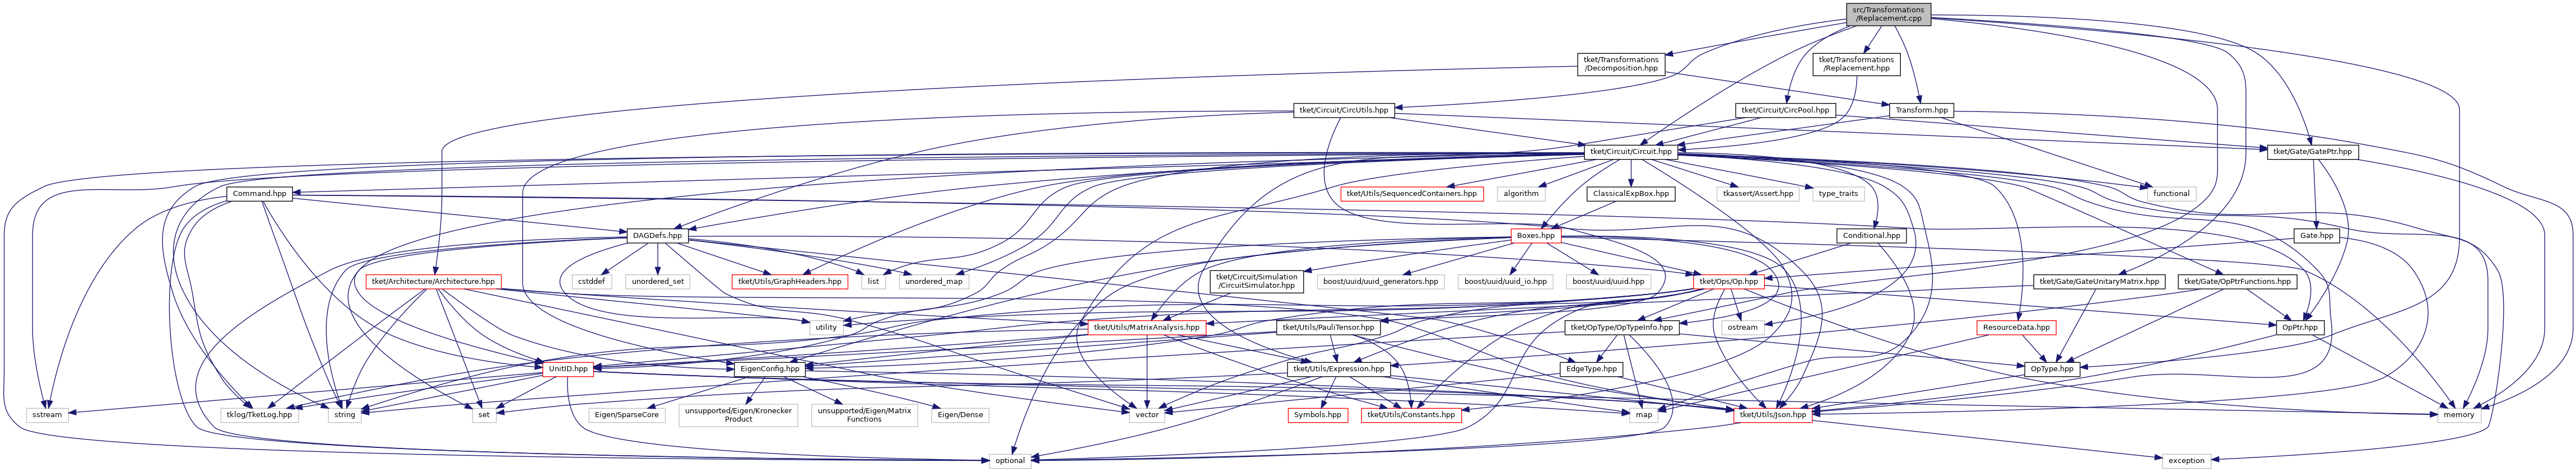 src/Transformations
/Replacement.cpp
tket/Transformations
/Decomposition.hpp
tket/Transformations
/Replacement.hpp
tket/Circuit/CircUtils.hpp
tket/Circuit/CircPool.hpp
Transform.hpp
tket/Circuit/Circuit.hpp
tket/Gate/GatePtr.hpp
Command.hpp
tket/Utils/SequencedContainers.hpp
algorithm
ClassicalExpBox.hpp
tkassert/Assert.hpp
type_traits
functional
DAGDefs.hpp
Boxes.hpp
Conditional.hpp
Gate.hpp
tket/Architecture/Architecture.hpp
cstddef
unordered_set
tket/Utils/GraphHeaders.hpp
list
unordered_map
tket/Circuit/Simulation
/CircuitSimulator.hpp
boost/uuid/uuid_generators.hpp
boost/uuid/uuid_io.hpp
boost/uuid/uuid.hpp
tket/Ops/Op.hpp
tket/Gate/GateUnitaryMatrix.hpp
tket/Gate/OpPtrFunctions.hpp
utility
tket/Utils/MatrixAnalysis.hpp
tket/Utils/PauliTensor.hpp
tket/OpType/OpTypeInfo.hpp
ostream
ResourceData.hpp
OpPtr.hpp
UnitID.hpp
EigenConfig.hpp
tket/Utils/Expression.hpp
EdgeType.hpp
OpType.hpp
sstream
tklog/TketLog.hpp
string
set
Eigen/SparseCore
unsupported/Eigen/Kronecker
Product
unsupported/Eigen/Matrix
Functions
Eigen/Dense
vector
Symbols.hpp
tket/Utils/Constants.hpp
map
tket/Utils/Json.hpp
memory
optional
exception